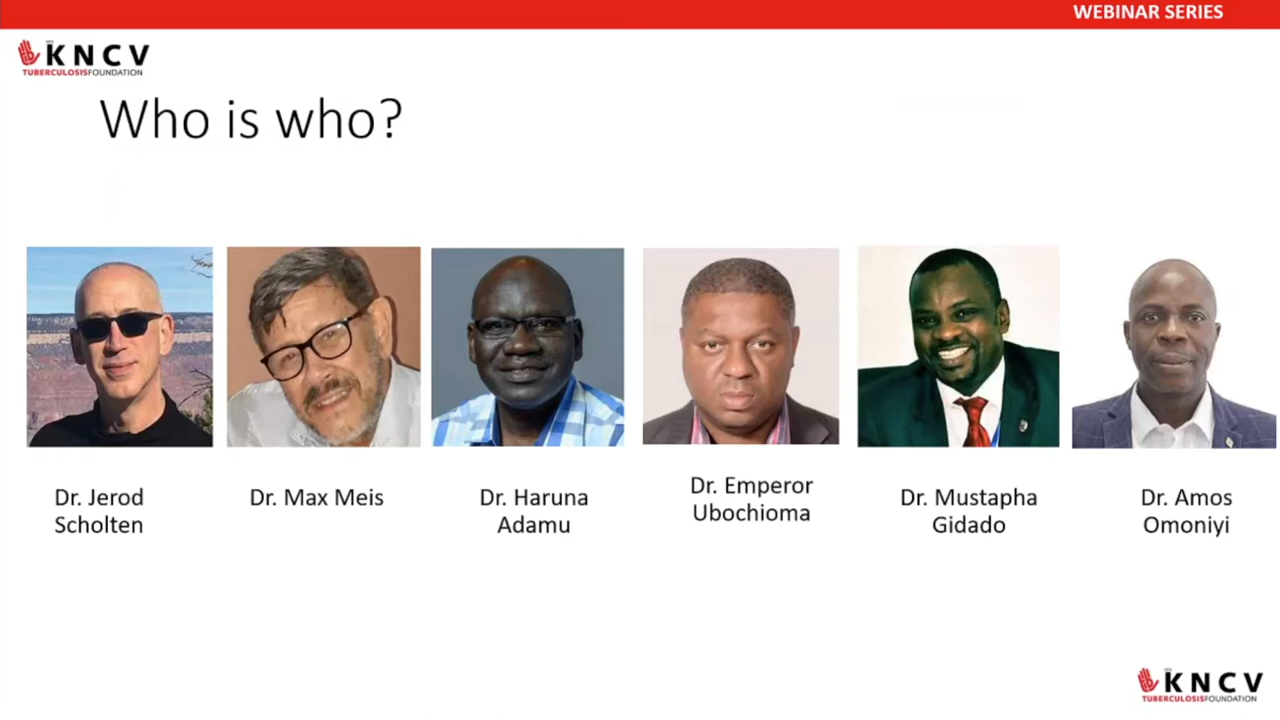 WEBINAR SERIES
KNCV
TUBERCULOSISFOUNDATION
Who is who?
Dr. Jerod
Scholten
Dr. Max Meis
Dr. Haruna
Adamu
Dr. Emperor
Ubochioma
Dr. Mustapha
Gidado
Dr. Amos
Omoniyi
KNCV
TUBERCULOSISFOUNDATION